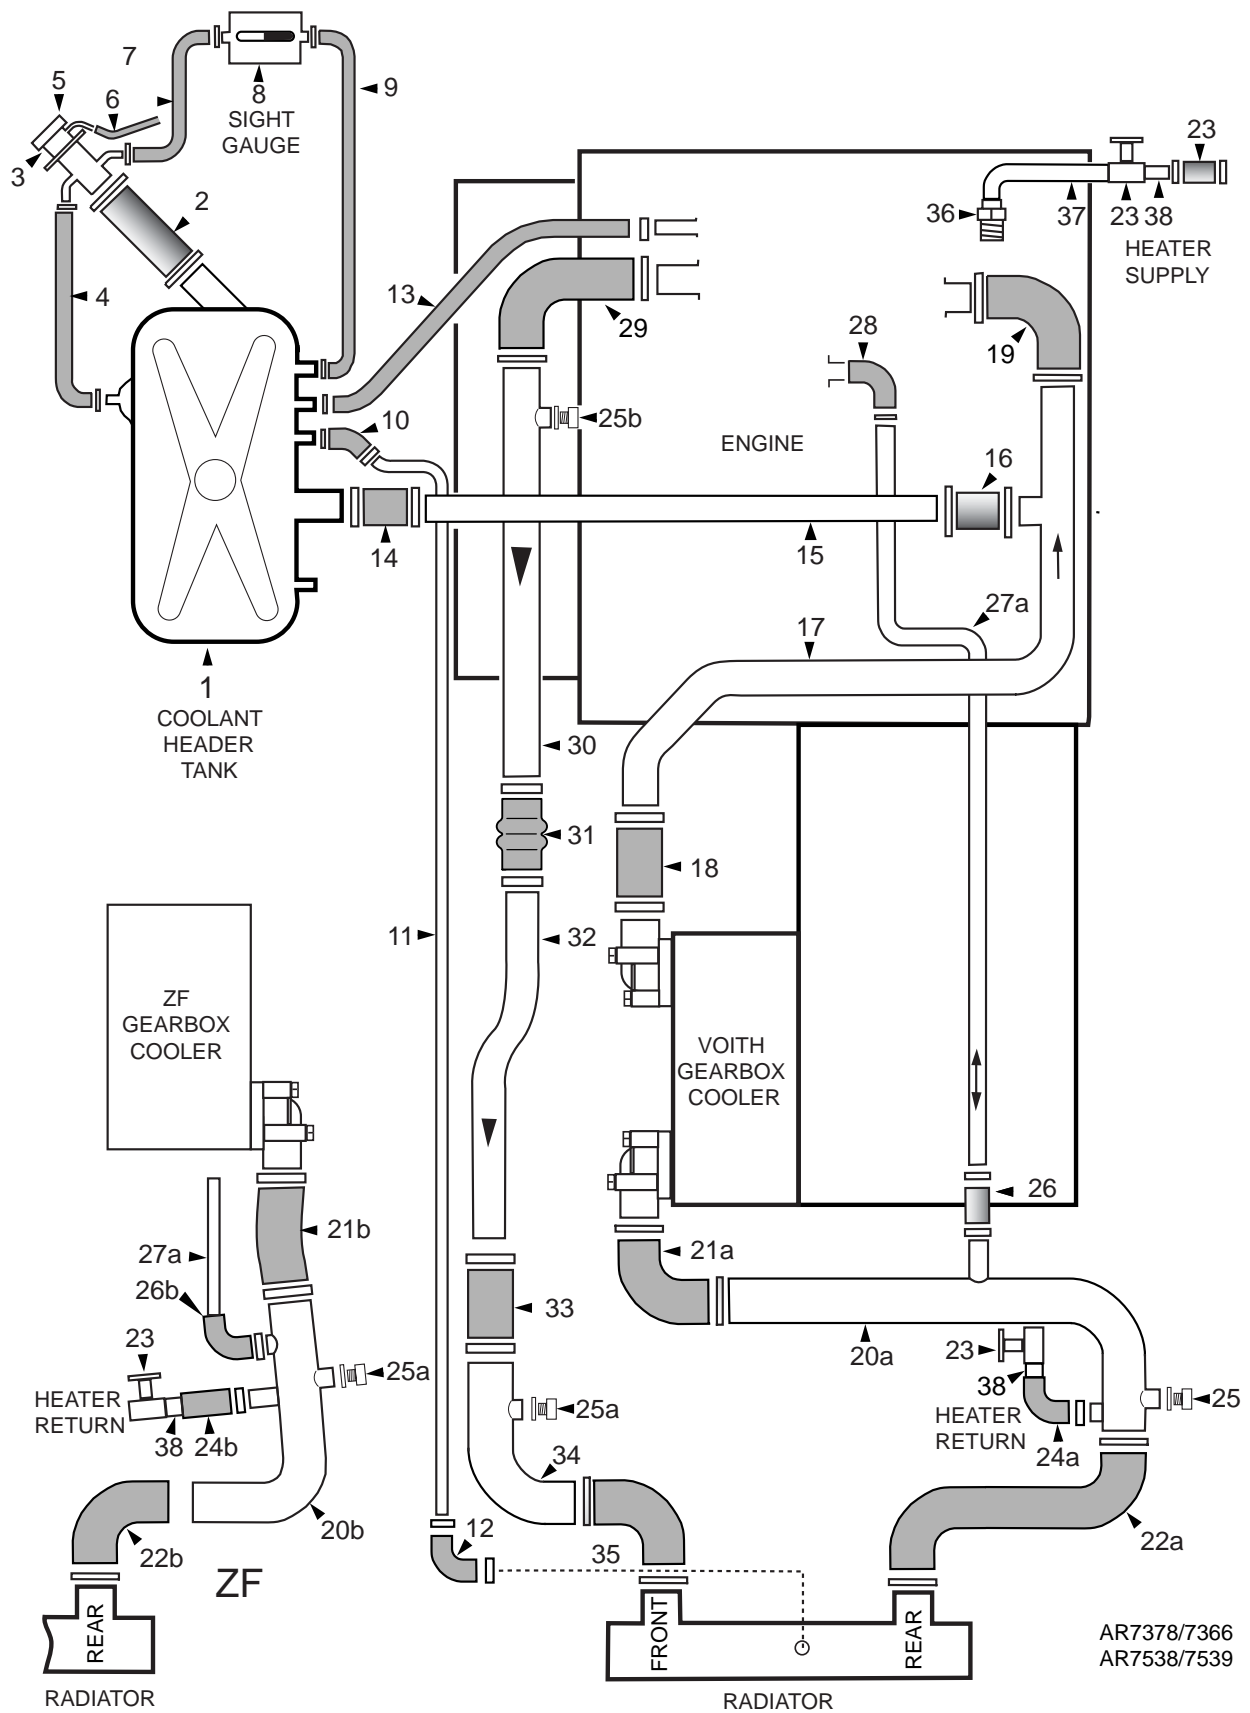 7
5
6
8
SIGHT
GAUGE
9
3
2
4
23
36
37
23
38
HEATER
SUPPLY
13
29
28
19
10
25b
ENGINE
16
14
15
27a
17
1
COOLANT
HEADER
TANK
30
31
18
11
32
ZF
GEARBOX
COOLER
VOITH
GEARBOX
COOLER
26
21b
21a
27a
26b
33
23
20a
23
25a
25
HEATER
RETURN
38
24b
25a
38
HEATER
RETURN
24a
34
20b
12
35
22a
22b
ZF
REAR
FRONT
REAR
AR7378/7366
AR7538/7539
RADIATOR
RADIATOR